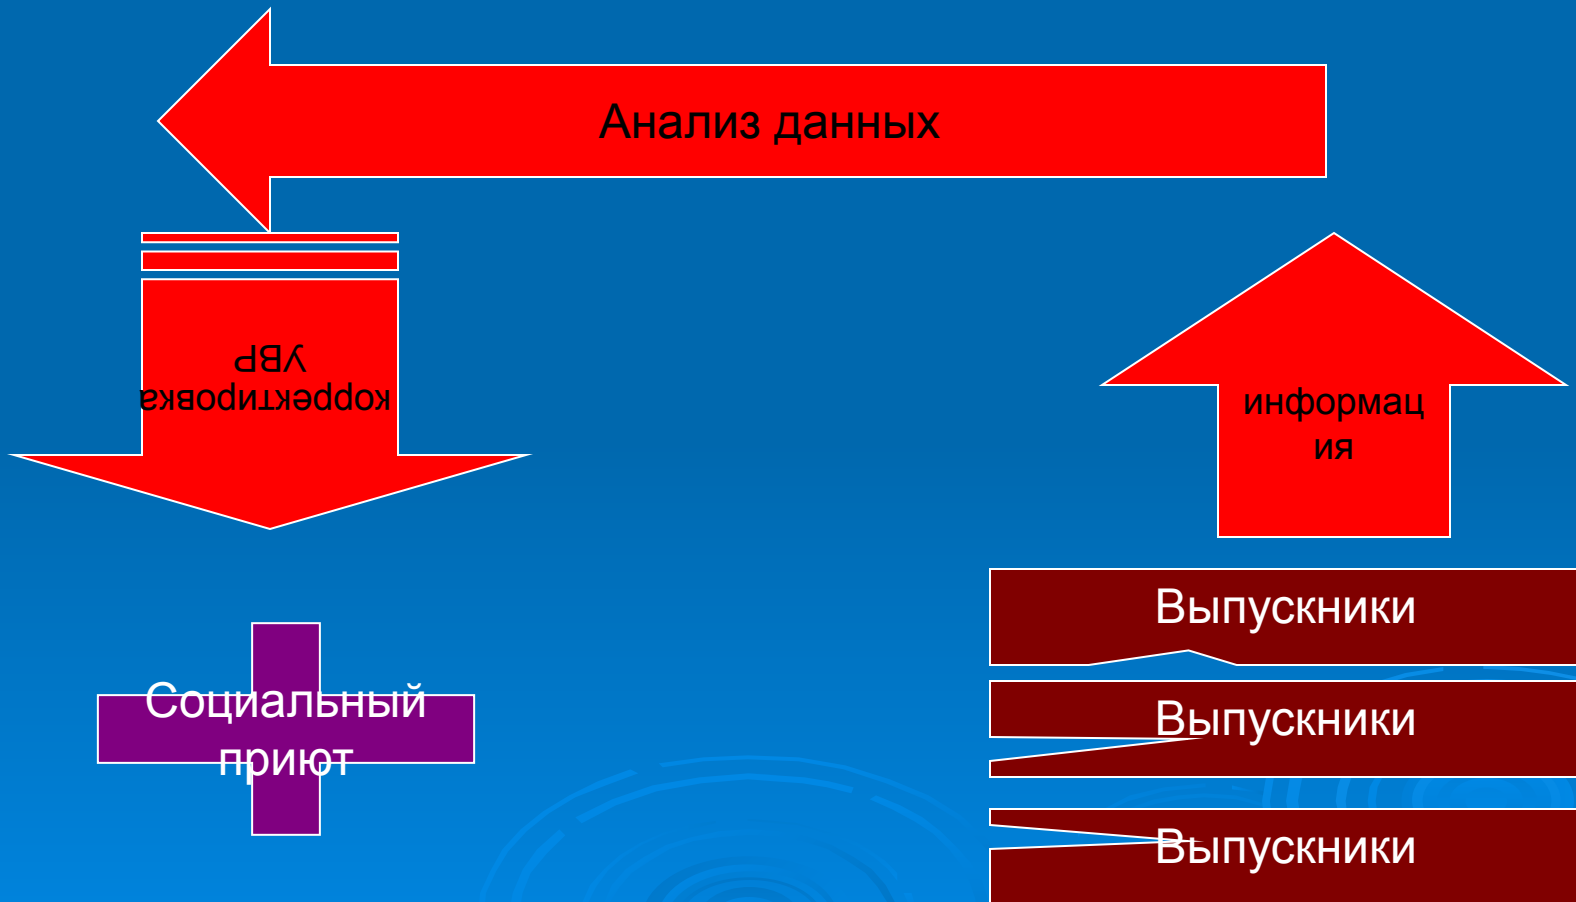 Анализ данных
корректировка
УВР
информац
ия
Выпускники
Социальный
приют
Выпускники
Выпускники